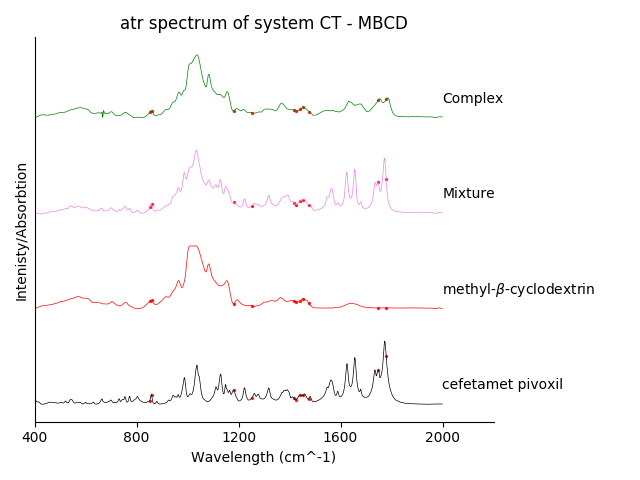 atr spectrum of system CT - MBCD
Complex
Mixture
methyl-β-cyclodextrin
cefetamet pivoxil
Intenisty/Absorbtion
400 800 1200 1600 2000
Wavelength (cm^-1)